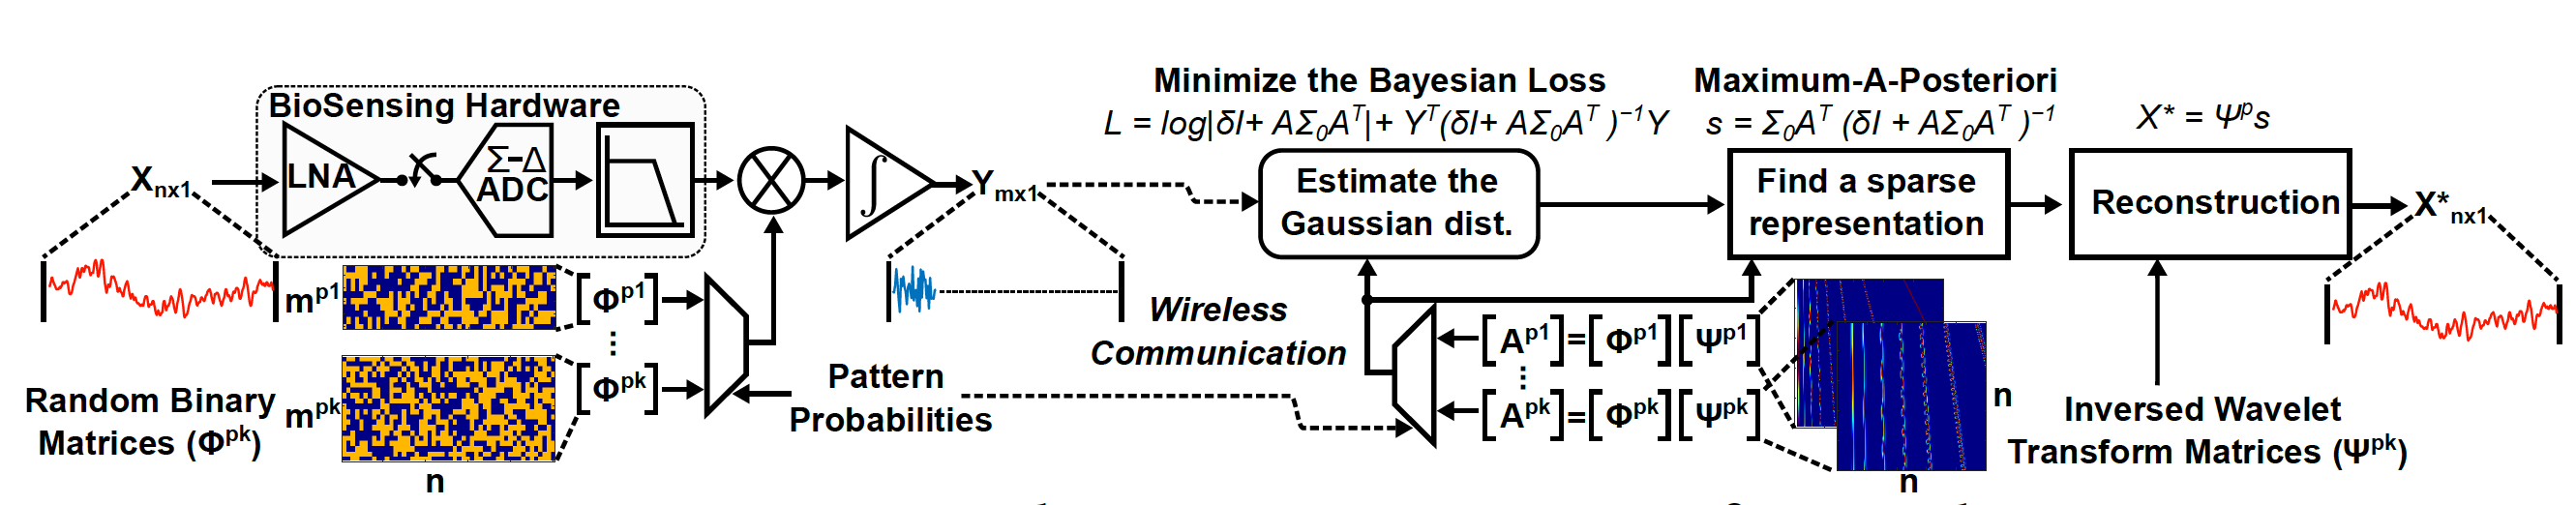 Minimize the Bayesian Loss
L = log|δI+ AΣ₀Aᵀ|+ Yᵀ(δI+ AΣ₀Aᵀ )⁻¹Y
Maximum-A-Posteriori
s = Σ₀Aᵀ (δI + AΣ₀Aᵀ )⁻¹
X* = Ψᵖs
BioSensing Hardware
Xnx1
LNA
Σ-Δ
ADC
∫
Ymx1
Estimate the
Gaussian dist.
Find a sparse
representation
Reconstruction
X*nx1
mᵖ¹
[Φᵖ¹]
⋮
mᵖᵏ
[Φᵖᵏ]
n
Random Binary
Matrices (Φᵖᵏ)
Pattern
Probabilities
Wireless
Communication
[Aᵖ¹]=[Φᵖ¹][Ψᵖ¹]
⋮
[Aᵖᵏ]=[Φᵖᵏ][Ψᵖᵏ]
n
n
Inversed Wavelet
Transform Matrices (Ψᵖᵏ)